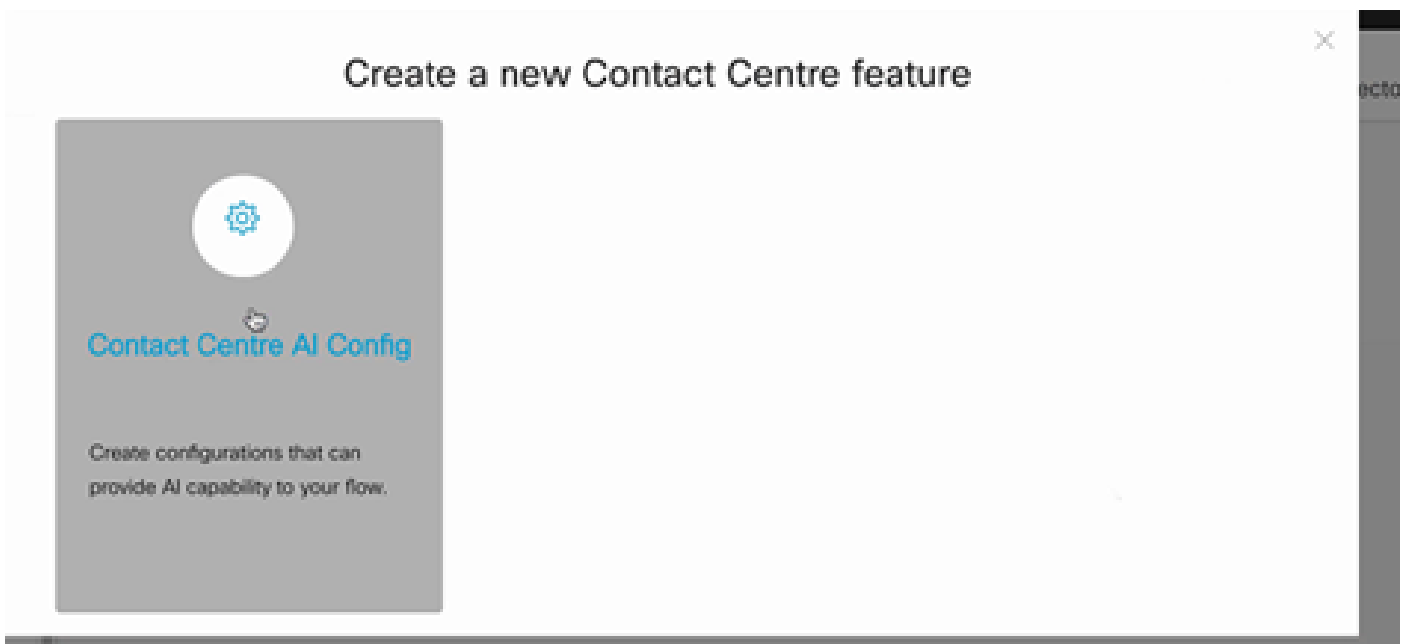 Create a new Contact Centre feature
Contact Centre AI Config
Create configurations that can
provide AI capability to your flow.